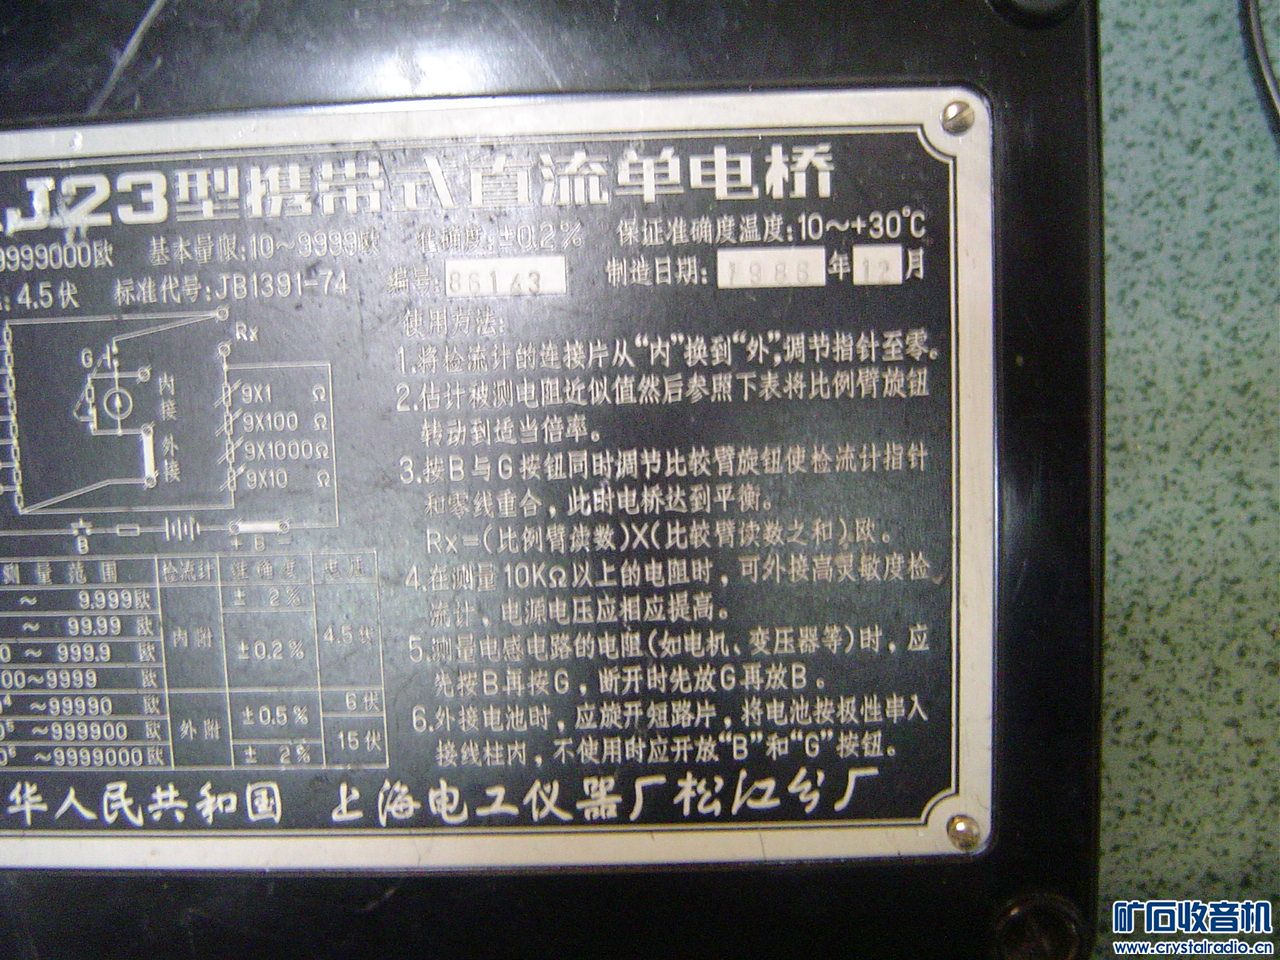 J23型携带式直流单电桥
9999000欧 基本量限:10~9999欧 准确度:±0.2% 保证准确度温度:10~+30℃
4.5伏 标准代号:JB1391-74 编号:86143 制造日期:1986年12月
使用方法:
1.将检流计的连接片从“内”换到“外”,调节指针至零。
2.估计被测电阻近似值然后参照下表将比例臂旋钮
转动到适当倍率。
3.按B与G按钮同时调节比较臂旋钮使检流计指针
和零线重合，此时电桥达到平衡。
Rx=(比例臂读数)X(比较臂读数之和)欧。
4.在测量10KΩ以上的电阻时，可外接高灵敏度检
流计、电源电压应相应提高。
5.测量电感电路的电阻(如电机、变压器等)时，应
先按B再按G，断开时先放G再放B。
6.外接电池时，应旋开短路片，将电池按极性串入
接线柱内，不使用时应开放“B”和“G”按钮。
Rx
G
内接
外接
9X1 Ω
9X100 Ω
9X1000Ω
9X10 Ω
B
+ B -
测量范围 检流计 准确度
~ 9.999欧 内附 ± 2% 4.5伏
~ 99.99 欧 ±0.2%
0 ~ 999.9 欧
00~9999 欧
0⁴ ~99990 欧 外附 ±0.5% 6伏
~999900 欧 15伏
~9999000欧 ± 2%
华人民共和国 上海电工仪器厂松江分厂
矿石收音机
www.crystalradio.cn